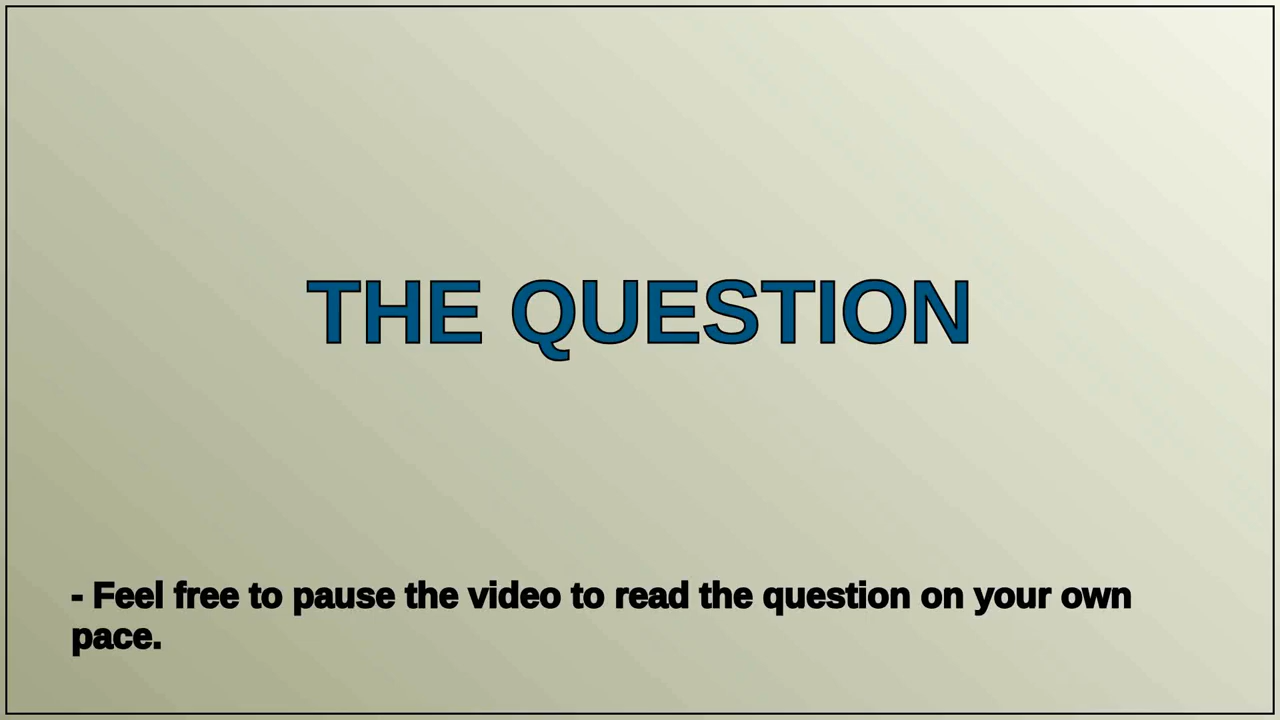 THE QUESTION
- Feel free to pause the video to read the question on your own
pace.